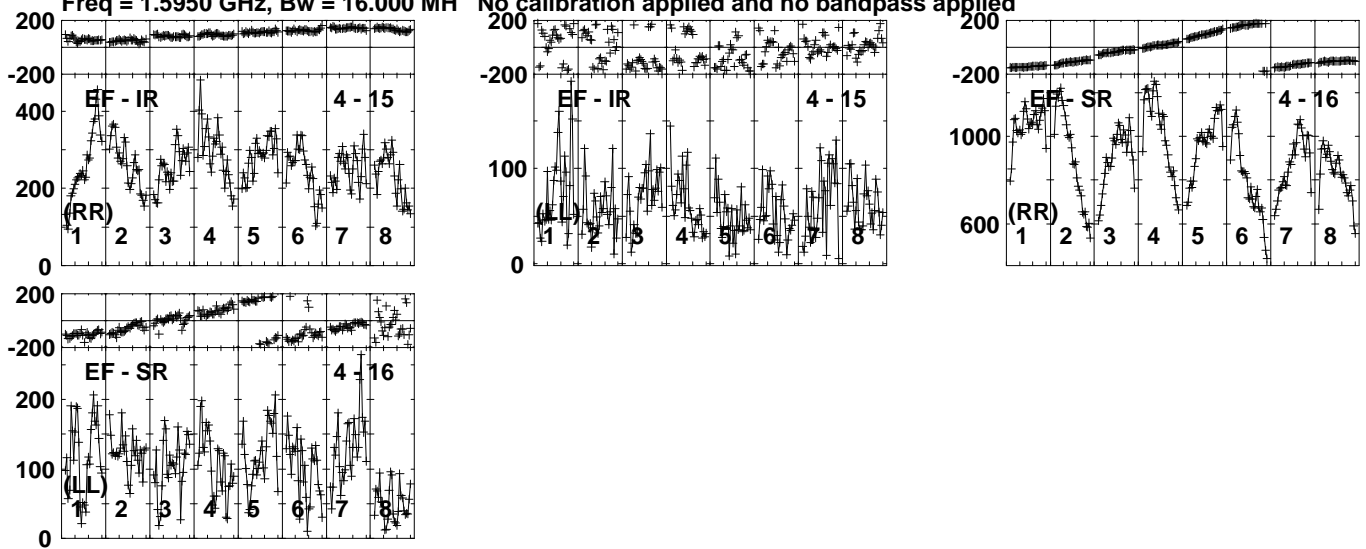 Freq = 1.5950 GHz, Bw = 16.000 MH No calibration applied and no bandpass applied
200
-200
EF - IR 4 - 15
400
200
(RR)
1 2 3 4 5 6 7 8
0
200
-200
EF - IR 4 - 15
100
(LL)
1 2 3 4 5 6 7 8
0
200
-200
EF - SR 4 - 16
1000
(RR)
600
1 2 3 4 5 6 7 8
200
-200
EF - SR 4 - 16
200
100
(LL)
1 2 3 4 5 6 7 8
0